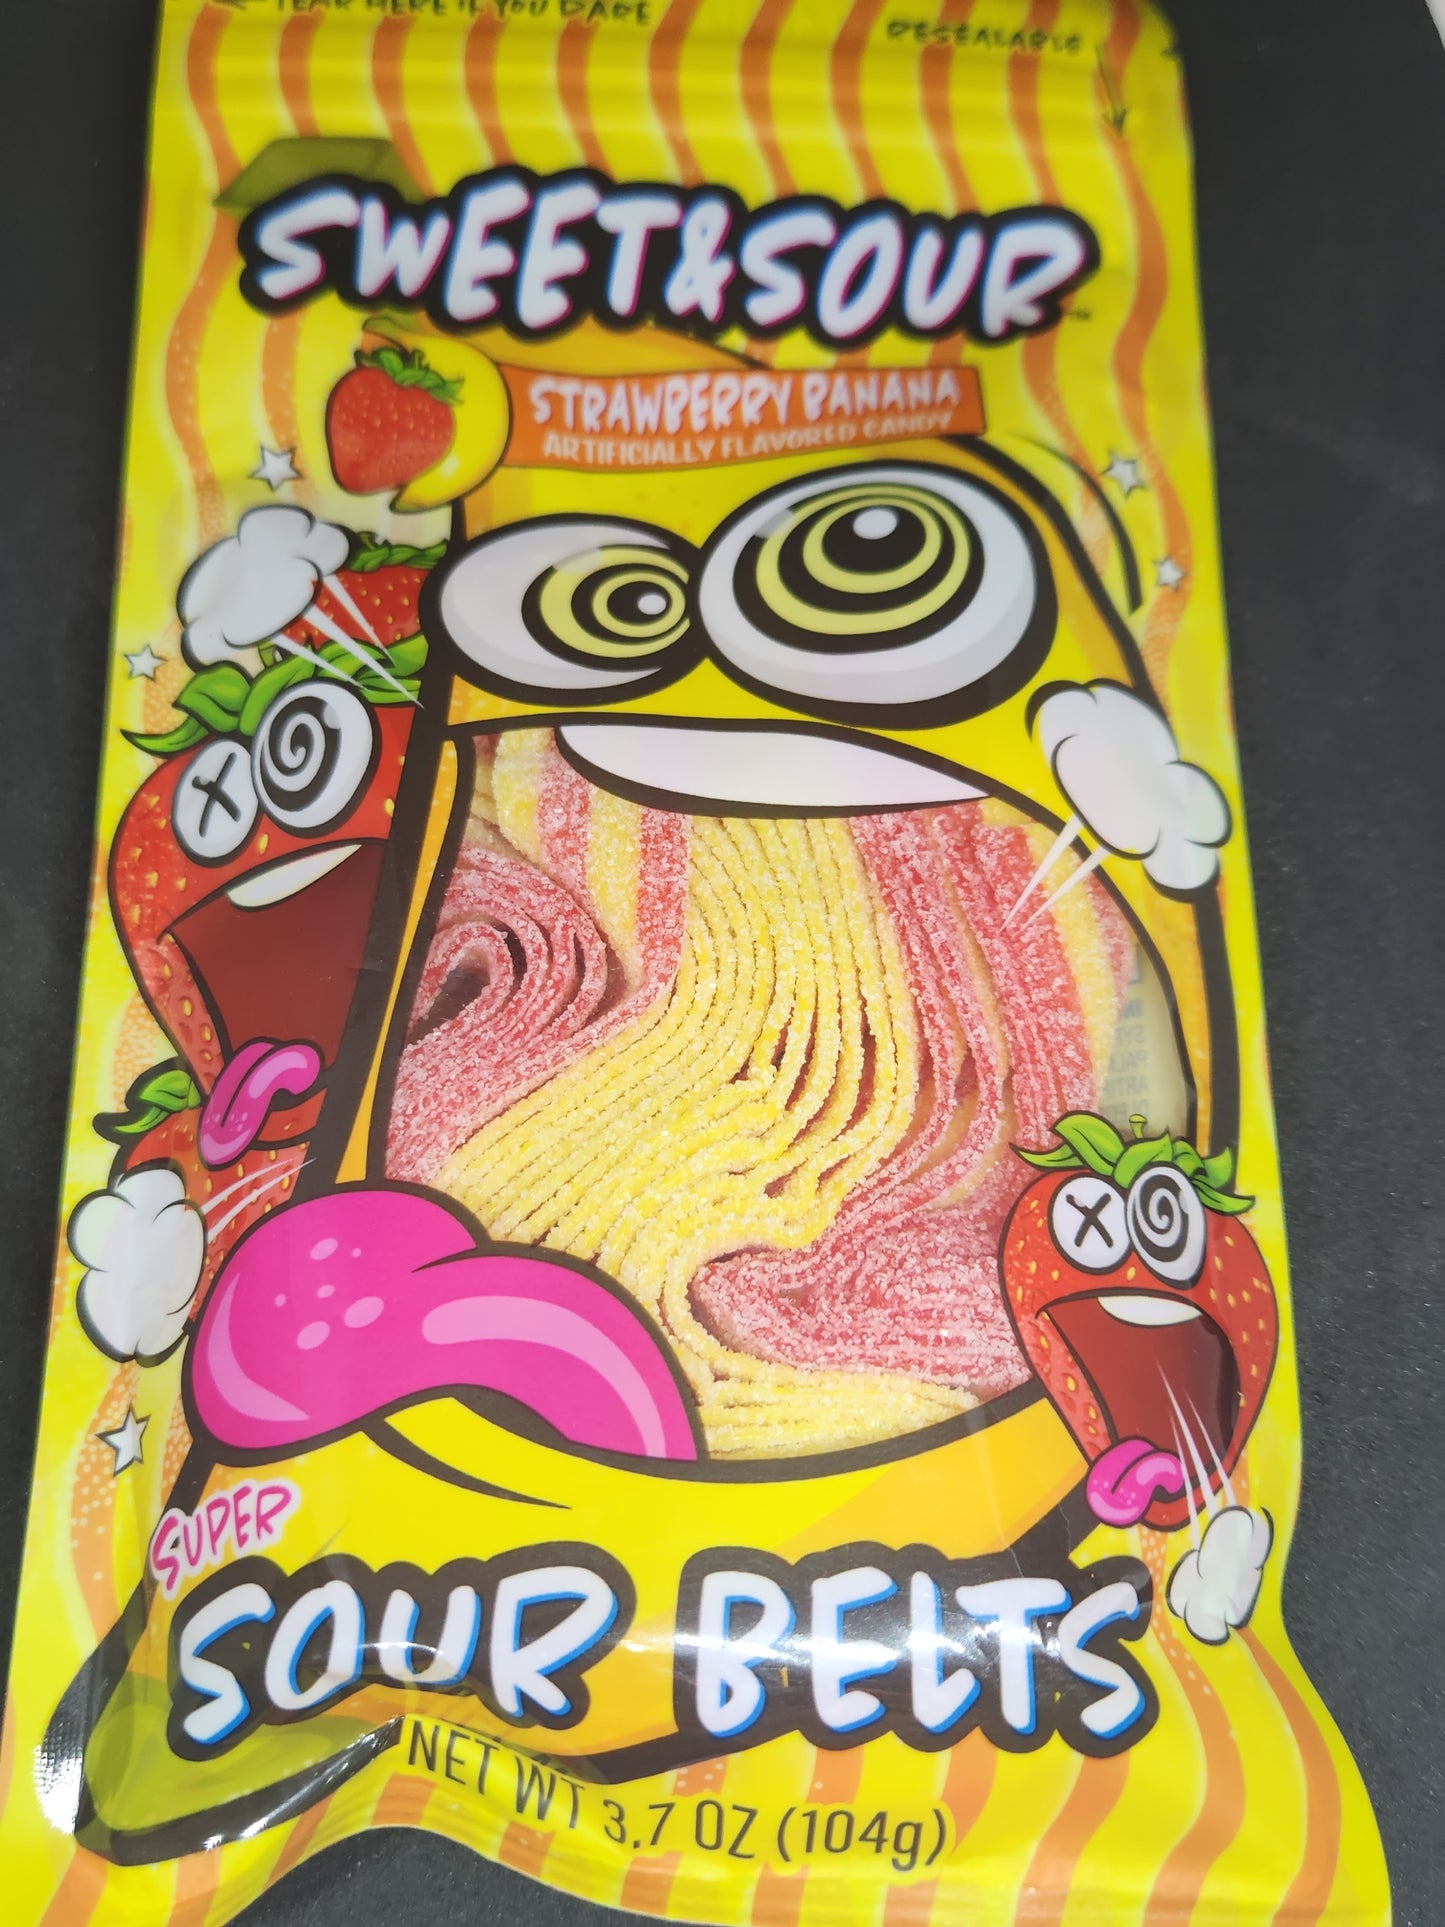 TEAR HERE IF YOU DARE
RESEALABLE
SWEET&SOUR™
STRAWBERRY BANANA
ARTIFICIALLY FLAVORED CANDY
SUPER
SOUR BELTS
NET WT 3.7 OZ (104g)